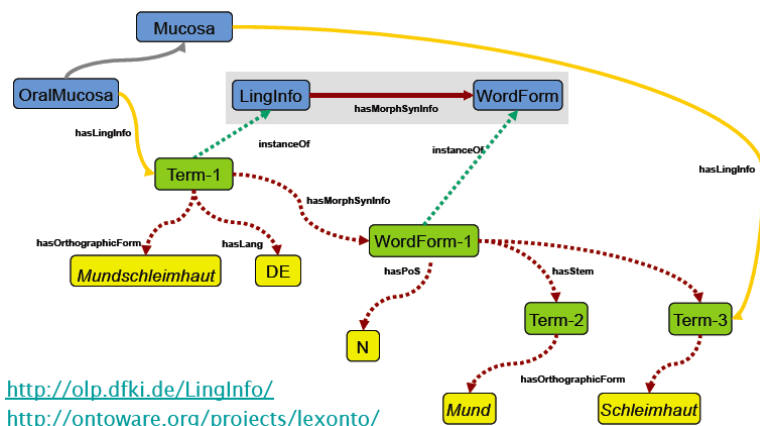 Mucosa
OralMucosa
LingInfo
hasMorphSynInfo
WordForm
hasLingInfo
instanceOf
instanceOf
hasLingInfo
Term-1
hasMorphSynInfo
hasOrthographicForm
hasLang
WordForm-1
Mundschleimhaut
DE
hasPoS
hasStem
Term-2
Term-3
N
hasOrthographicForm
http://olp.dfki.de/LingInfo/
Mund
Schleimhaut
http://ontoware.org/projects/lexonto/